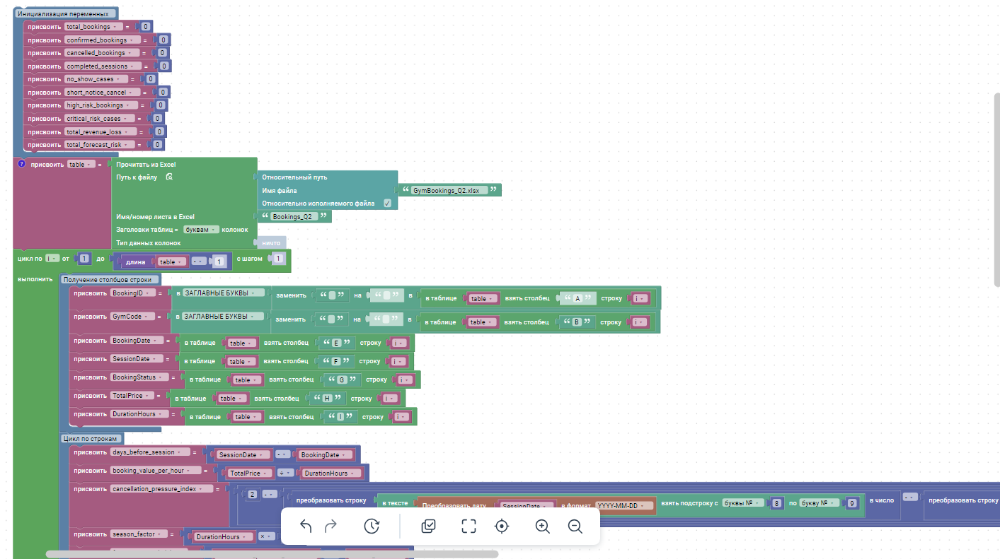 Инициализация переменных
присвоить total_bookings = 0
присвоить confirmed_bookings = 0
присвоить cancelled_bookings = 0
присвоить completed_sessions = 0
присвоить no_show_cases = 0
присвоить short_notice_cancel = 0
присвоить high_risk_bookings = 0
присвоить critical_risk_cases = 0
присвоить total_revenue_loss = 0
присвоить total_forecast_risk = 0
? присвоить table = Прочитать из Excel
Путь к файлу Относительный путь
Имя файла “ GymBookings_Q2.xlsx ”
Относительно исполняемого файла
Имя/номер листа в Excel “ Bookings_Q2 ”
Заголовки таблиц = буквам колонок
Тип данных колонок ничто
цикл по i от 1 до длина table - 1 с шагом 1
выполнить Получение столбцов строки
присвоить BookingID = в ЗАГЛАВНЫЕ БУКВЫ заменить “ ” на “ ” в в таблице table взять столбец “ A ” строку i
присвоить GymCode = в ЗАГЛАВНЫЕ БУКВЫ заменить “ ” на “ ” в в таблице table взять столбец “ B ” строку i
присвоить BookingDate = в таблице table взять столбец “ E ” строку i
присвоить SessionDate = в таблице table взять столбец “ F ” строку i
присвоить BookingStatus = в таблице table взять столбец “ G ” строку i
присвоить TotalPrice = в таблице table взять столбец “ H ” строку i
присвоить DurationHours = в таблице table взять столбец “ I ” строку i
Цикл по строкам
присвоить days_before_session = SessionDate - BookingDate
присвоить booking_value_per_hour = TotalPrice ÷ DurationHours
присвоить cancellation_pressure_index = 2 - преобразовать строку в тексте Преобразовать дату SessionDate в формат YYYY-MM-DD взять подстроку с буквы № 8 по букву № 9 в число - преобразовать строку
присвоить season_factor = DurationHours ×